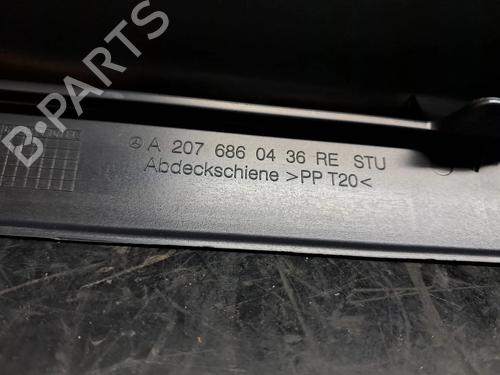 B-PARTS
A 207 686 04 36 RE STU
Abdeckschiene >PP T20<